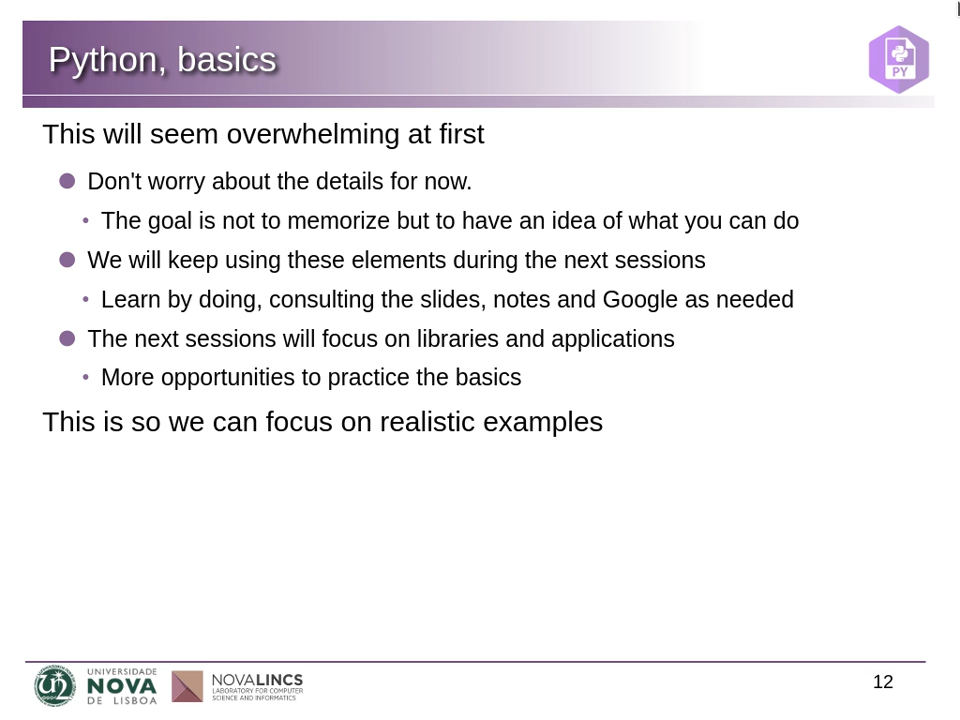 Python, basics
PY
This will seem overwhelming at first
Don't worry about the details for now.
The goal is not to memorize but to have an idea of what you can do
We will keep using these elements during the next sessions
Learn by doing, consulting the slides, notes and Google as needed
The next sessions will focus on libraries and applications
More opportunities to practice the basics
This is so we can focus on realistic examples
UNIVERSIDADE
NOVA
DE LISBOA
NOVALINCS
LABORATORY FOR COMPUTER
SCIENCE AND INFORMATICS
12